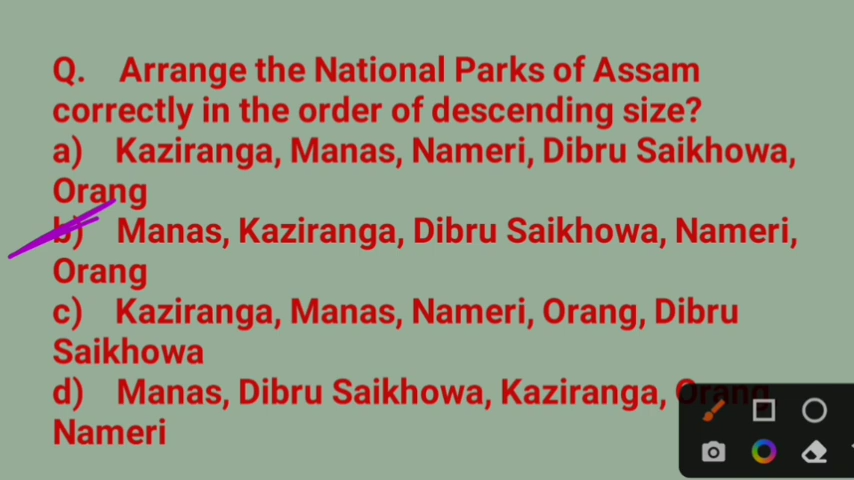 Q. Arrange the National Parks of Assam
correctly in the order of descending size?
a) Kaziranga, Manas, Nameri, Dibru Saikhowa,
Orang
b) Manas, Kaziranga, Dibru Saikhowa, Nameri,
Orang
c) Kaziranga, Manas, Nameri, Orang, Dibru
Saikhowa
d) Manas, Dibru Saikhowa, Kaziranga, Orang
Nameri